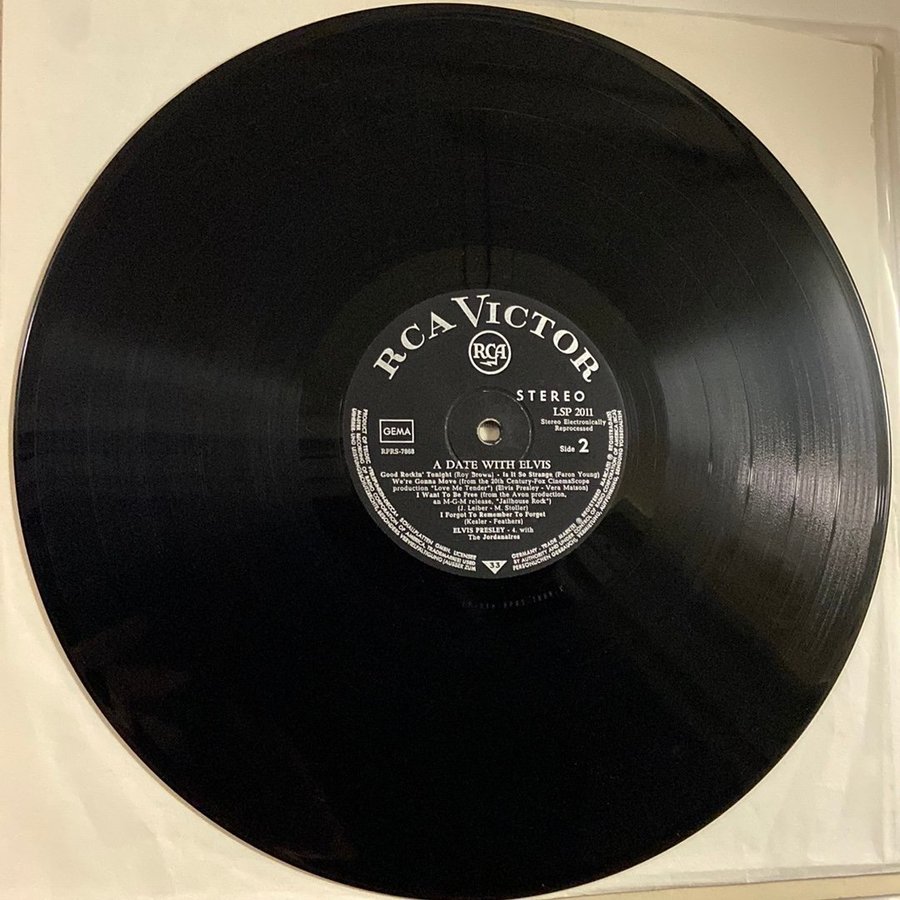 RCA VICTOR
RCA
STEREO
LSP 2011
Stereo Electronically
Reprocessed
GEMA
RPRS-7868
Side 2
A DATE WITH ELVIS
Good Rockin' Tonight (Roy Brown) - Is It So Strange (Faron Young)
We're Gonna Move (from the 20th Century-Fox CinemaScope
production "Love Me Tender") (Elvis Presley - Vera Matson)
I Want To Be Free (from the Avon production,
an M-G-M release, "Jailhouse Rock")
(J. Leiber - M. Stoller)
I Forgot To Remember To Forget
(Kesler - Feathers)
ELVIS PRESLEY - 4. with
The Jordanaires
33